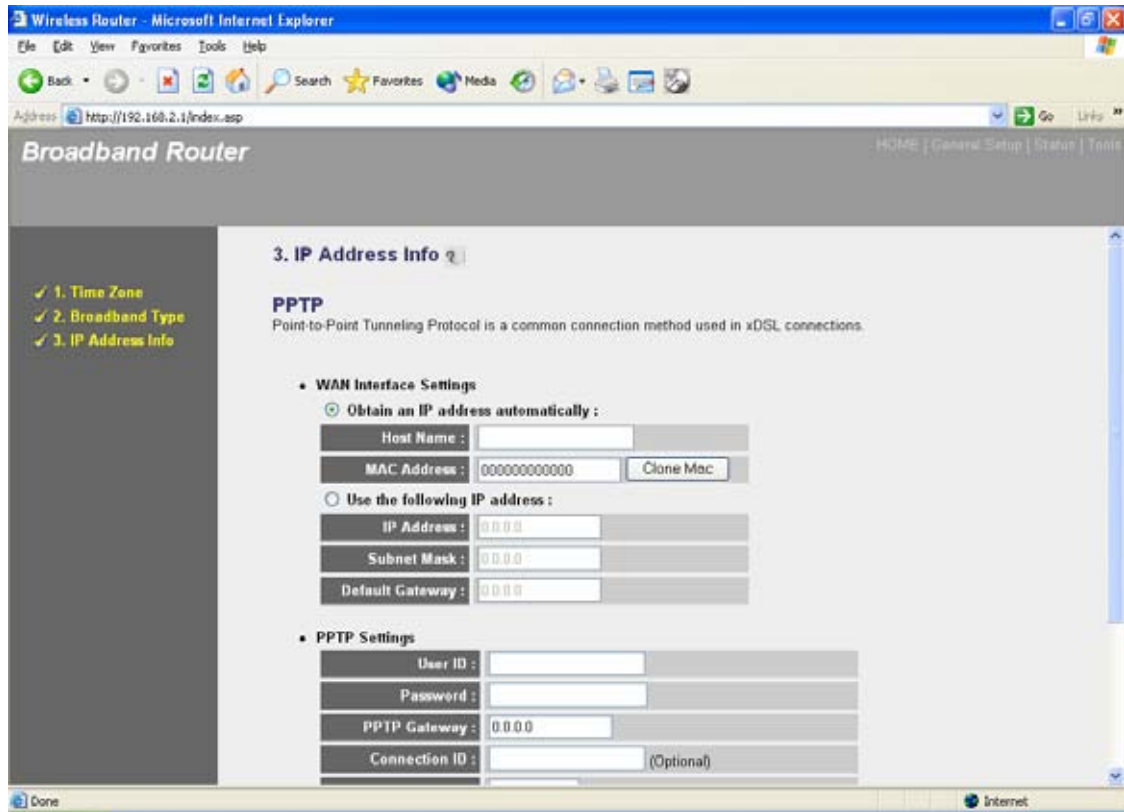 Wireless Router - Microsoft Internet Explorer
File Edit View Favorites Tools Help
Back Search Favorites Media
Address http://192.168.2.1/index.asp Go Links »
Broadband Router
HOME | General Setup | Status | Tools
3. IP Address Info ?
✓ 1. Time Zone
✓ 2. Broadband Type
✓ 3. IP Address Info
PPTP
Point-to-Point Tunneling Protocol is a common connection method used in xDSL connections.
• WAN Interface Settings
Obtain an IP address automatically :
Host Name :
MAC Address : 000000000000 Clone Mac
Use the following IP address :
IP Address : 0.0.0.0
Subnet Mask : 0.0.0.0
Default Gateway : 0.0.0.0
• PPTP Settings
User ID :
Password :
PPTP Gateway : 0.0.0.0
Connection ID : (Optional)
Done Internet